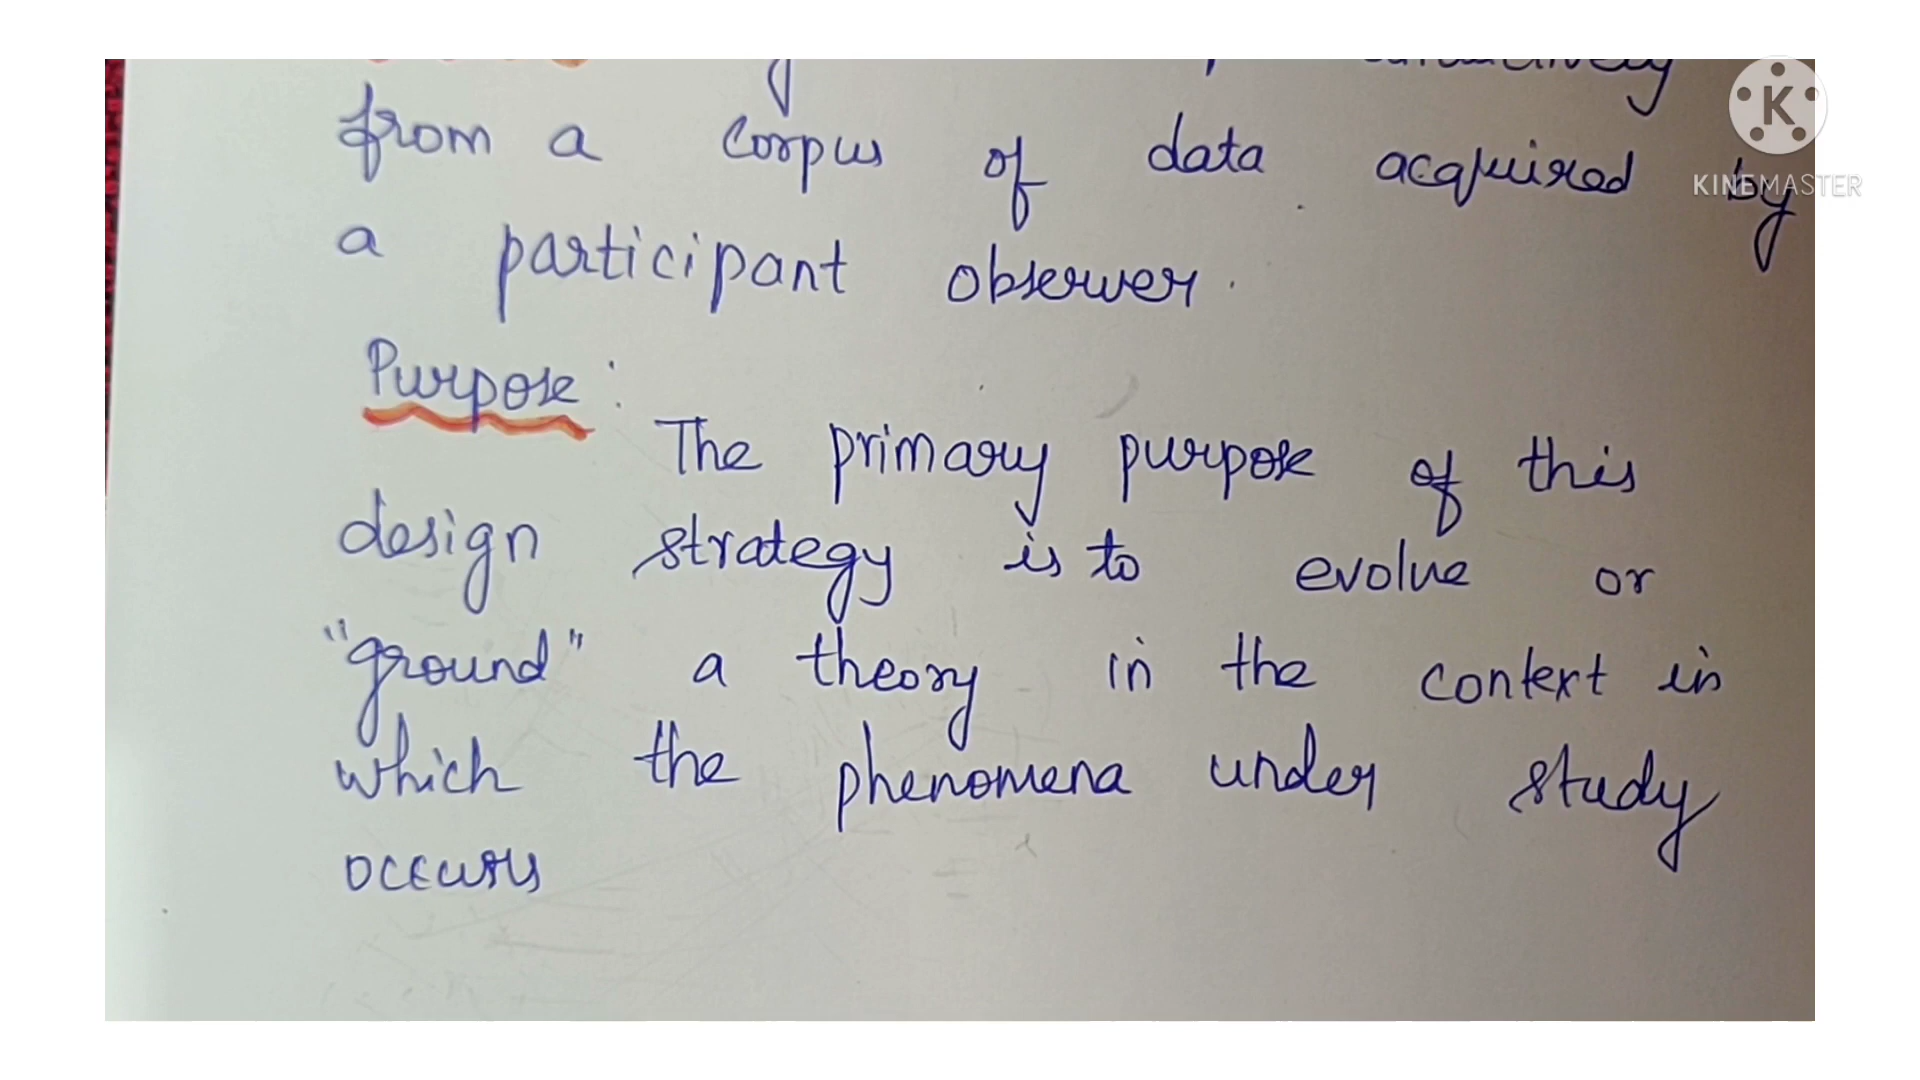 from a corpus of data acquired by
a participant observer.
Purpose:
The primary purpose of this
design strategy is to evolve or
"ground" a theory in the context in
which the phenomena under study
occurs
K
KINEMASTER